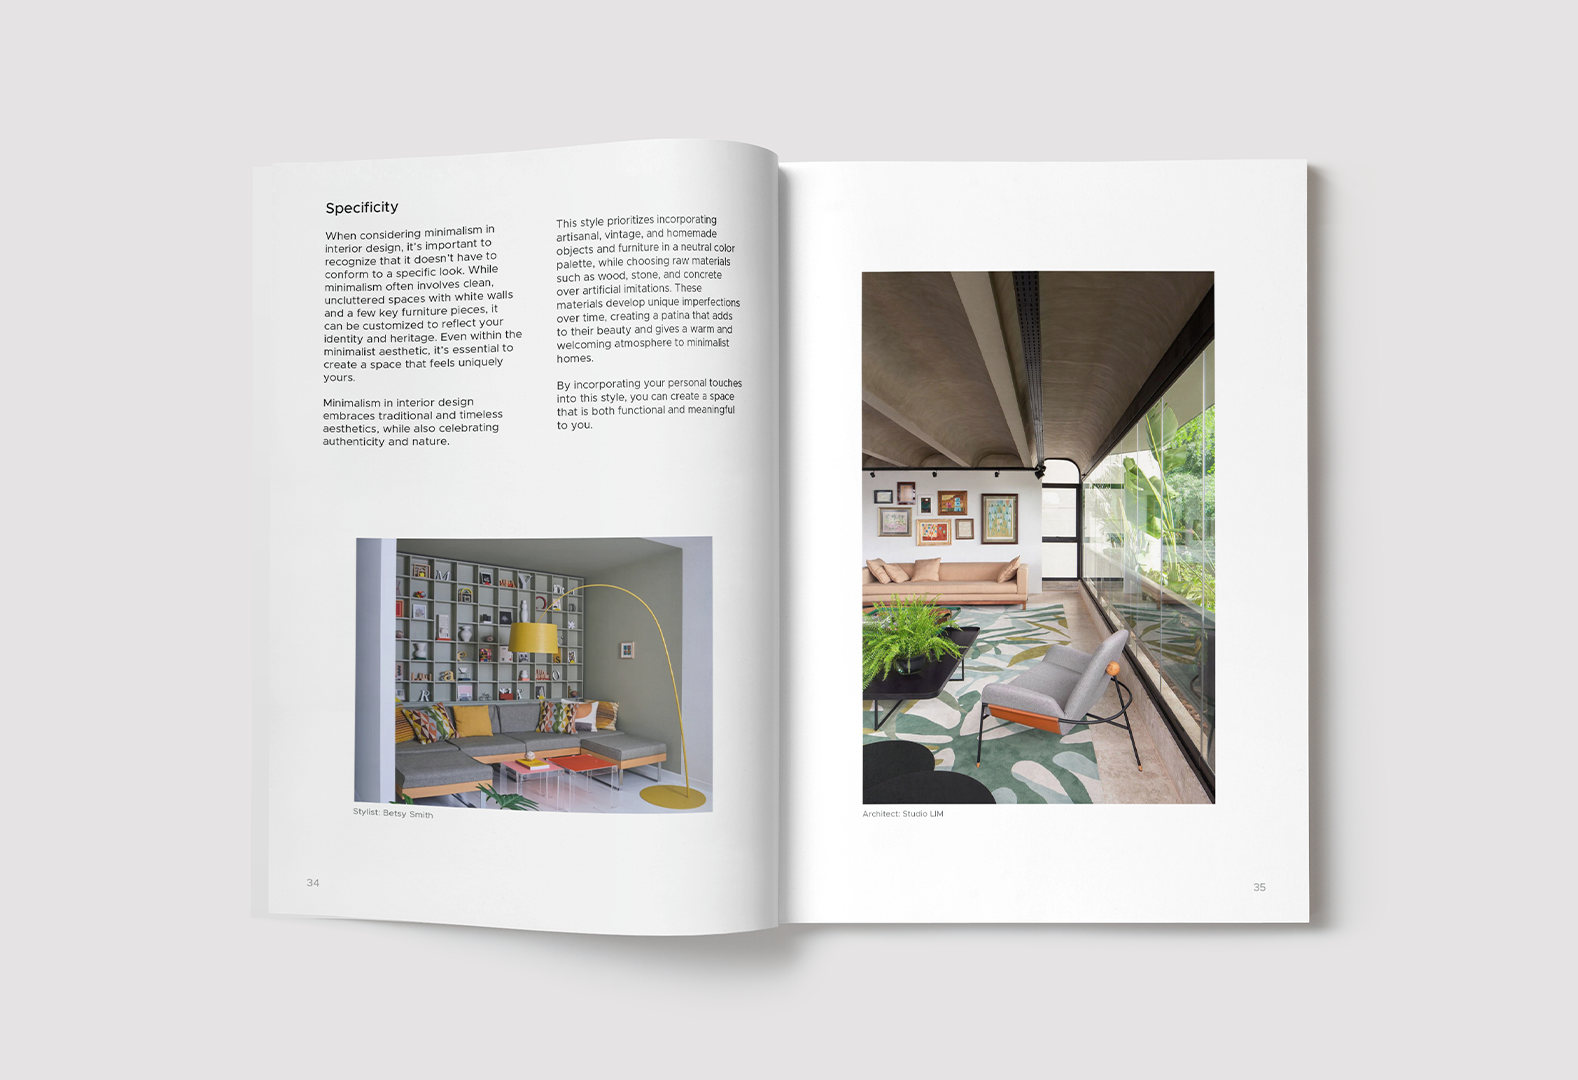 Specificity
When considering minimalism in
interior design, it's important to
recognize that it doesn't have to
conform to a specific look. While
minimalism often involves clean,
uncluttered spaces with white walls
and a few key furniture pieces, it
can be customized to reflect your
identity and heritage. Even within the
minimalist aesthetic, it's essential to
create a space that feels uniquely
yours.
Minimalism in interior design
embraces traditional and timeless
aesthetics, while also celebrating
authenticity and nature.
This style prioritizes incorporating
artisanal, vintage, and homemade
objects and furniture in a neutral color
palette, while choosing raw materials
such as wood, stone, and concrete
over artificial imitations. These
materials develop unique imperfections
over time, creating a patina that adds
to their beauty and gives a warm and
welcoming atmosphere to minimalist
homes.
By incorporating your personal touches
into this style, you can create a space
that is both functional and meaningful
to you.
Stylist: Betsy Smith
34
Architect: Studio LIM
35